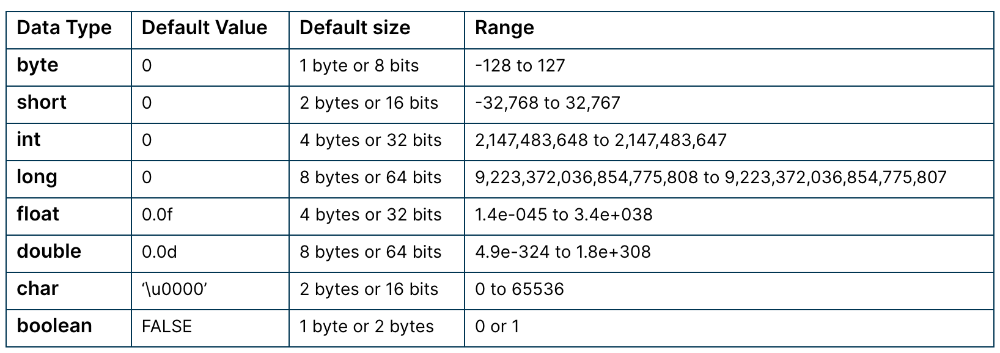 Data Type Default Value Default size Range
byte 0 1 byte or 8 bits -128 to 127
short 0 2 bytes or 16 bits -32,768 to 32,767
int 0 4 bytes or 32 bits 2,147,483,648 to 2,147,483,647
long 0 8 bytes or 64 bits 9,223,372,036,854,775,808 to 9,223,372,036,854,775,807
float 0.0f 4 bytes or 32 bits 1.4e-045 to 3.4e+038
double 0.0d 8 bytes or 64 bits 4.9e-324 to 1.8e+308
char ‘\u0000’ 2 bytes or 16 bits 0 to 65536
boolean FALSE 1 byte or 2 bytes 0 or 1